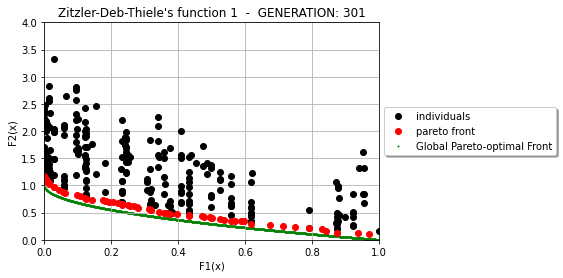 Zitzler-Deb-Thiele's function 1 - GENERATION: 301
4.0
3.5
3.0
2.5
2.0
1.5
1.0
0.5
0.0
F2(x)
0.0 0.2 0.4 0.6 0.8 1.0
F1(x)
individuals
pareto front
Global Pareto-optimal Front